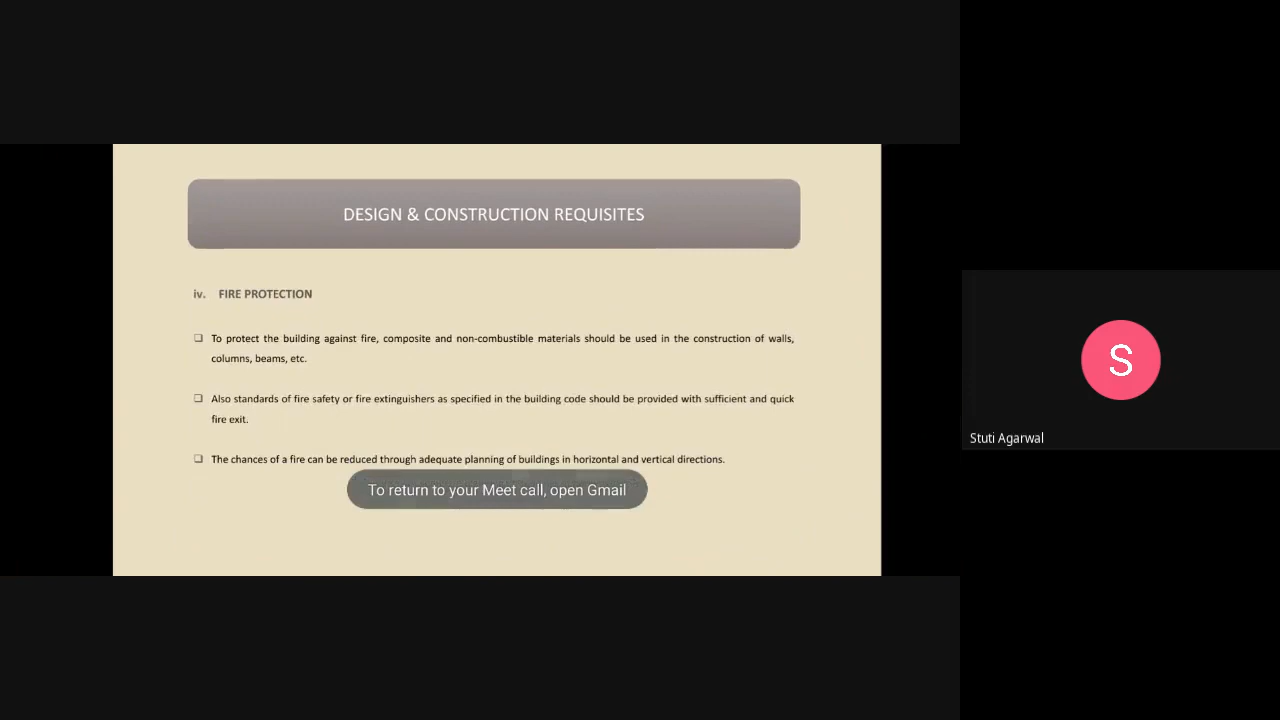 DESIGN & CONSTRUCTION REQUISITES
iv. FIRE PROTECTION
❑ To protect the building against fire, composite and non-combustible materials should be used in the construction of walls,
columns, beams, etc.
❑ Also standards of fire safety or fire extinguishers as specified in the building code should be provided with sufficient and quick
fire exit.
❑ The chances of a fire can be reduced through adequate planning of buildings in horizontal and vertical directions.
To return to your Meet call, open Gmail
S
Stuti Agarwal